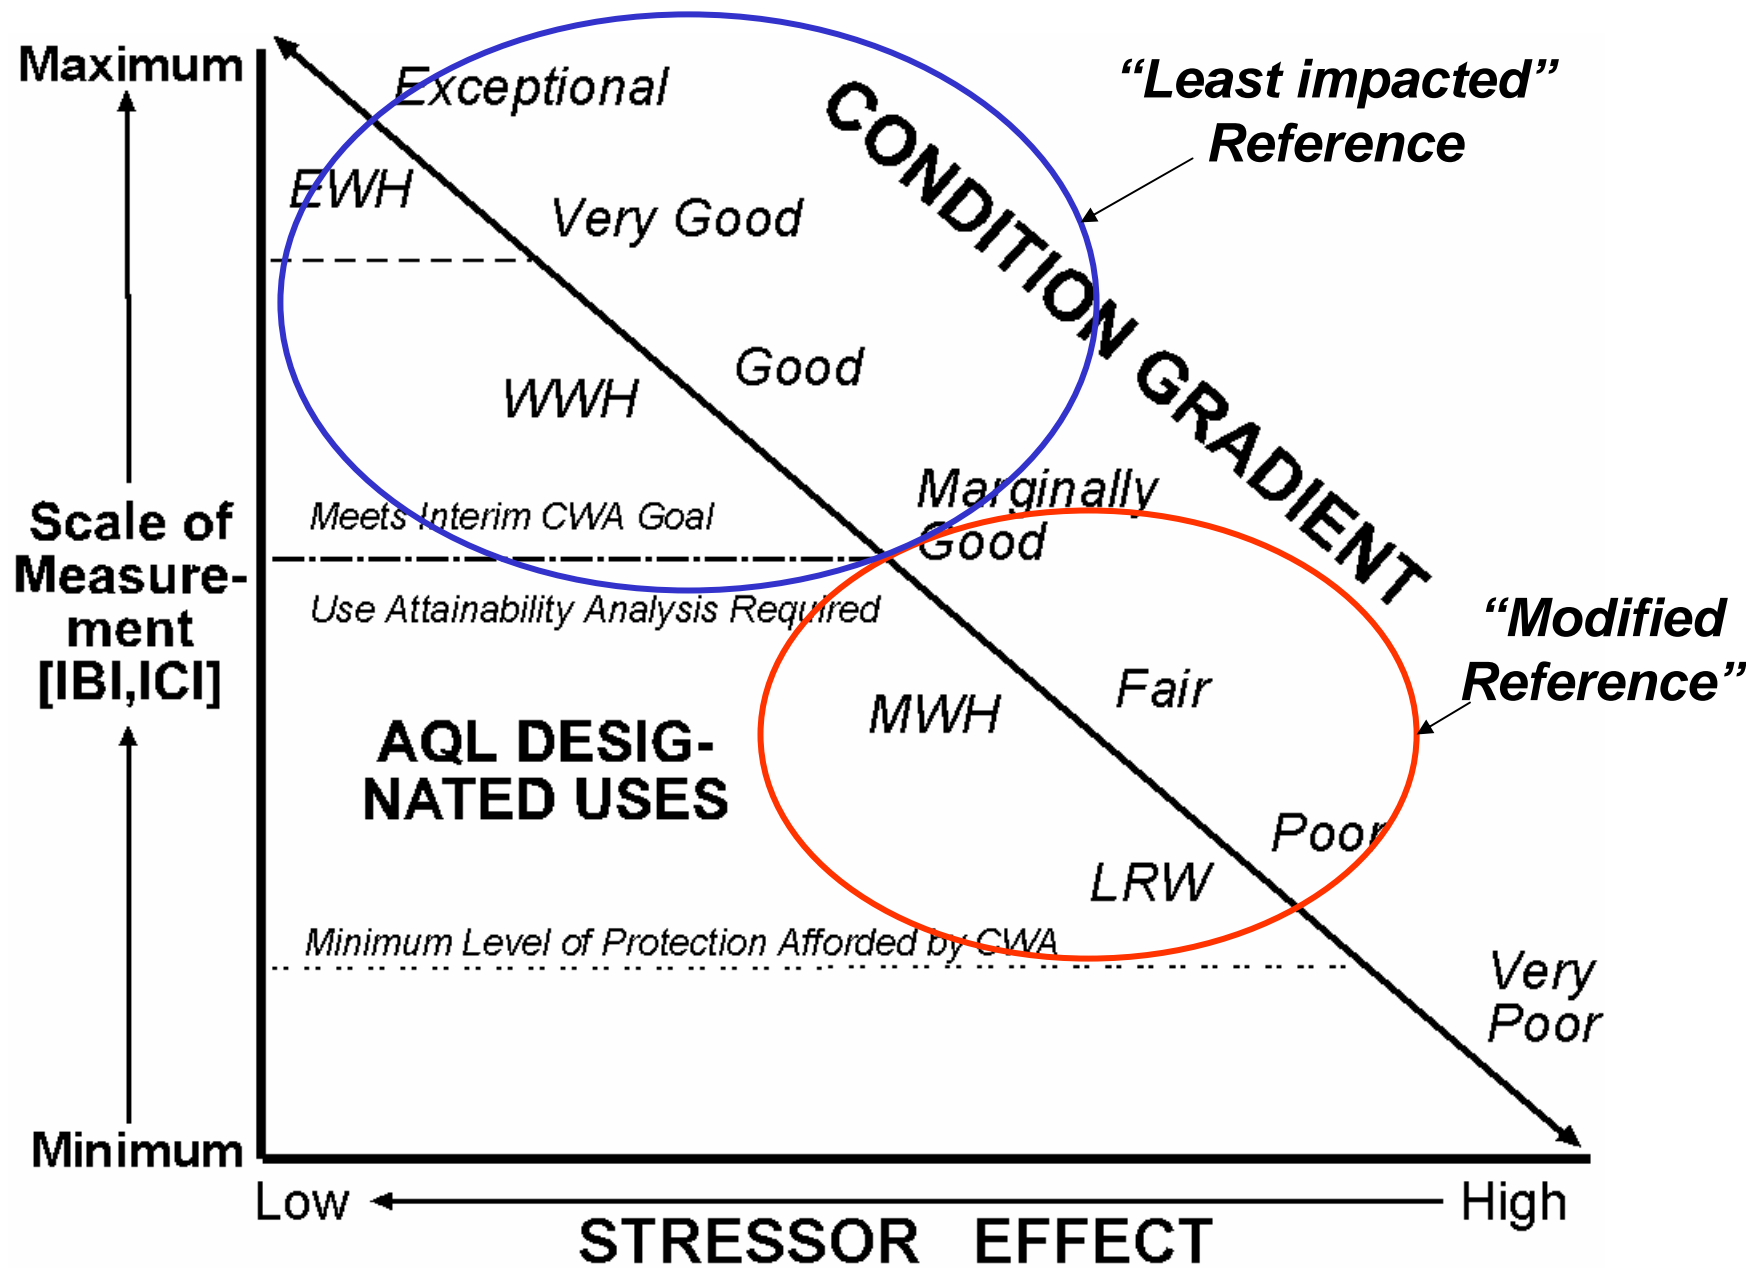 Maximum
Exceptional
“Least impacted”
Reference
CONDITION GRADIENT
EWH
Very Good
Good
WWH
Marginally
Good
Meets Interim CWA Goal
Scale of
Measure-
ment
[IBI,ICI]
Use Attainability Analysis Required
“Modified
Reference”
Fair
MWH
AQL DESIG-
NATED USES
Poor
LRW
Minimum Level of Protection Afforded by CWA
Very
Poor
Minimum
Low
High
STRESSOR EFFECT